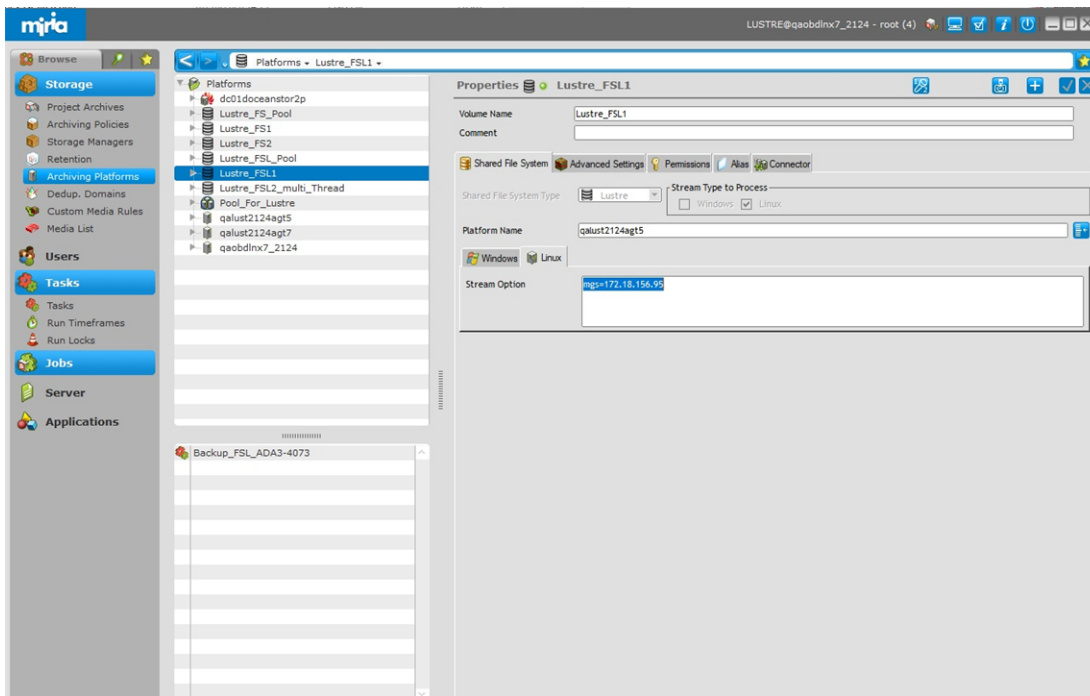 mirıa
LUSTRE@qaobdlnx7_2124 - root (4)
Browse
Platforms Lustre_FSL1
Storage
Project Archives
Archiving Policies
Storage Managers
Retention
Archiving Platforms
Dedup. Domains
Custom Media Rules
Media List
Users
Tasks
Tasks
Run Timeframes
Run Locks
Jobs
Server
Applications
Platforms
dc01doceanstor2p
Lustre_FS_Pool
Lustre_FS1
Lustre_FS2
Lustre_FSL_Pool
Lustre_FSL1
Lustre_FSL2_multi_Thread
Pool_For_Lustre
qalust2124agt5
qalust2124agt7
qaobdlnx7_2124
Backup_FSL_ADA3-4073
Properties Lustre_FSL1
Volume Name Lustre_FSL1
Comment
Shared File System Advanced Settings Permissions Alias Connector
Shared File System Type Lustre Stream Type to Process
Windows Linux
Platform Name qalust2124agt5
Windows Linux
Stream Option mgs=172.18.156.95